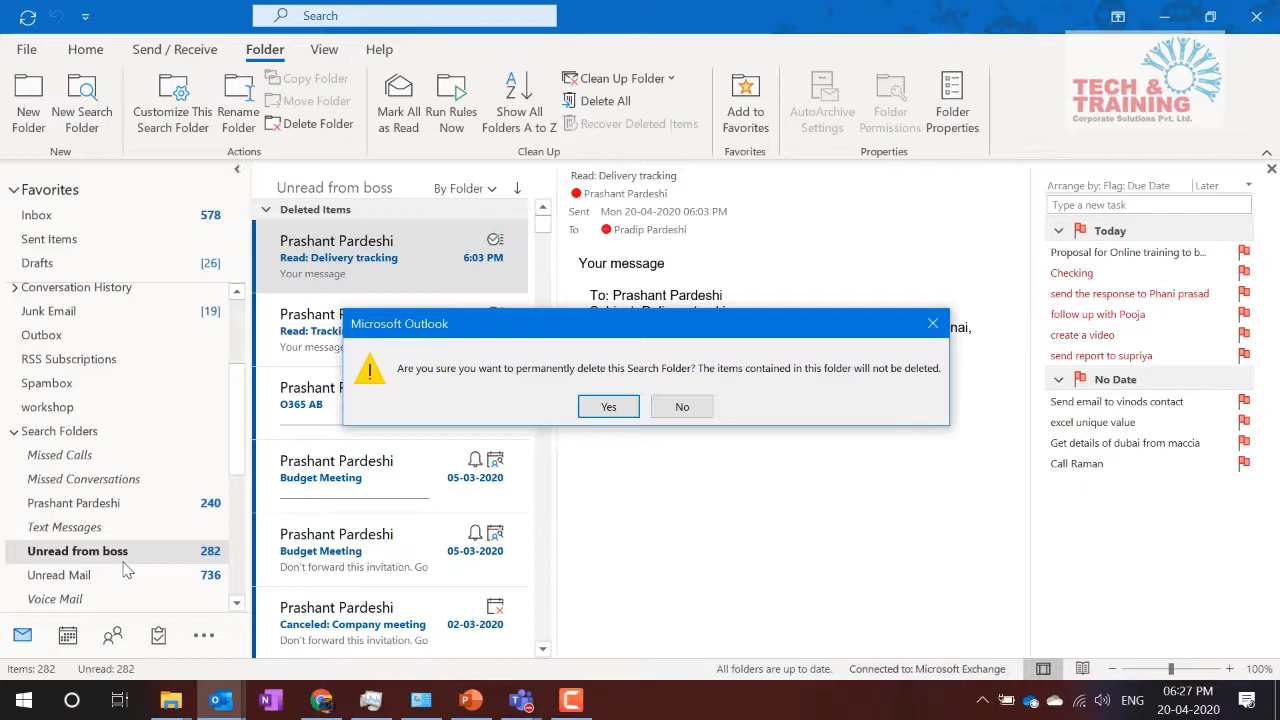 Search
File Home Send / Receive Folder View Help
TECH &
TRAINING
Corporate Solutions Pvt. Ltd.
New
Folder
New Search
Folder
New
Customize This
Search Folder
Rename
Folder
Copy Folder
Move Folder
Delete Folder
Actions
Mark All
as Read
Run Rules
Now
Show All
Folders A to Z
Clean Up Folder
Delete All
Recover Deleted Items
Clean Up
Add to
Favorites
Favorites
AutoArchive
Settings
Folder
Permissions
Folder
Properties
Properties
Favorites
Inbox 578
Sent Items
Drafts [26]
Conversation History
Junk Email [19]
Outbox
RSS Subscriptions
Spambox
workshop
Search Folders
Missed Calls
Missed Conversations
Prashant Pardeshi 240
Text Messages
Unread from boss 282
Unread Mail 736
Voice Mail
Unread from boss By Folder
Deleted Items
Prashant Pardeshi
Read: Delivery tracking 6:03 PM
Your message
Prashant Pardeshi
Read: Tracki
Your message
Prashant Pardeshi
O365 AB
Prashant Pardeshi
Budget Meeting 05-03-2020
Prashant Pardeshi
Budget Meeting 05-03-2020
Don't forward this invitation. Go
Prashant Pardeshi
Canceled: Company meeting 02-03-2020
Don't forward this invitation. Go
Read: Delivery tracking
Prashant Pardeshi
Sent Mon 20-04-2020 06:03 PM
To Pradip Pardeshi
Your message
To: Prashant Pardeshi
nai,
Microsoft Outlook
Are you sure you want to permanently delete this Search Folder? The items contained in this folder will not be deleted.
Yes No
Arrange by: Flag: Due Date Later
Type a new task
Today
Proposal for Online training to b...
Checking
send the response to Phani prasad
follow up with Pooja
create a video
send report to supriya
No Date
Send email to vinods contact
excel unique value
Get details of dubai from maccia
Call Raman
Items: 282 Unread: 282 All folders are up to date. Connected to: Microsoft Exchange 100%
ENG
06:27 PM
20-04-2020